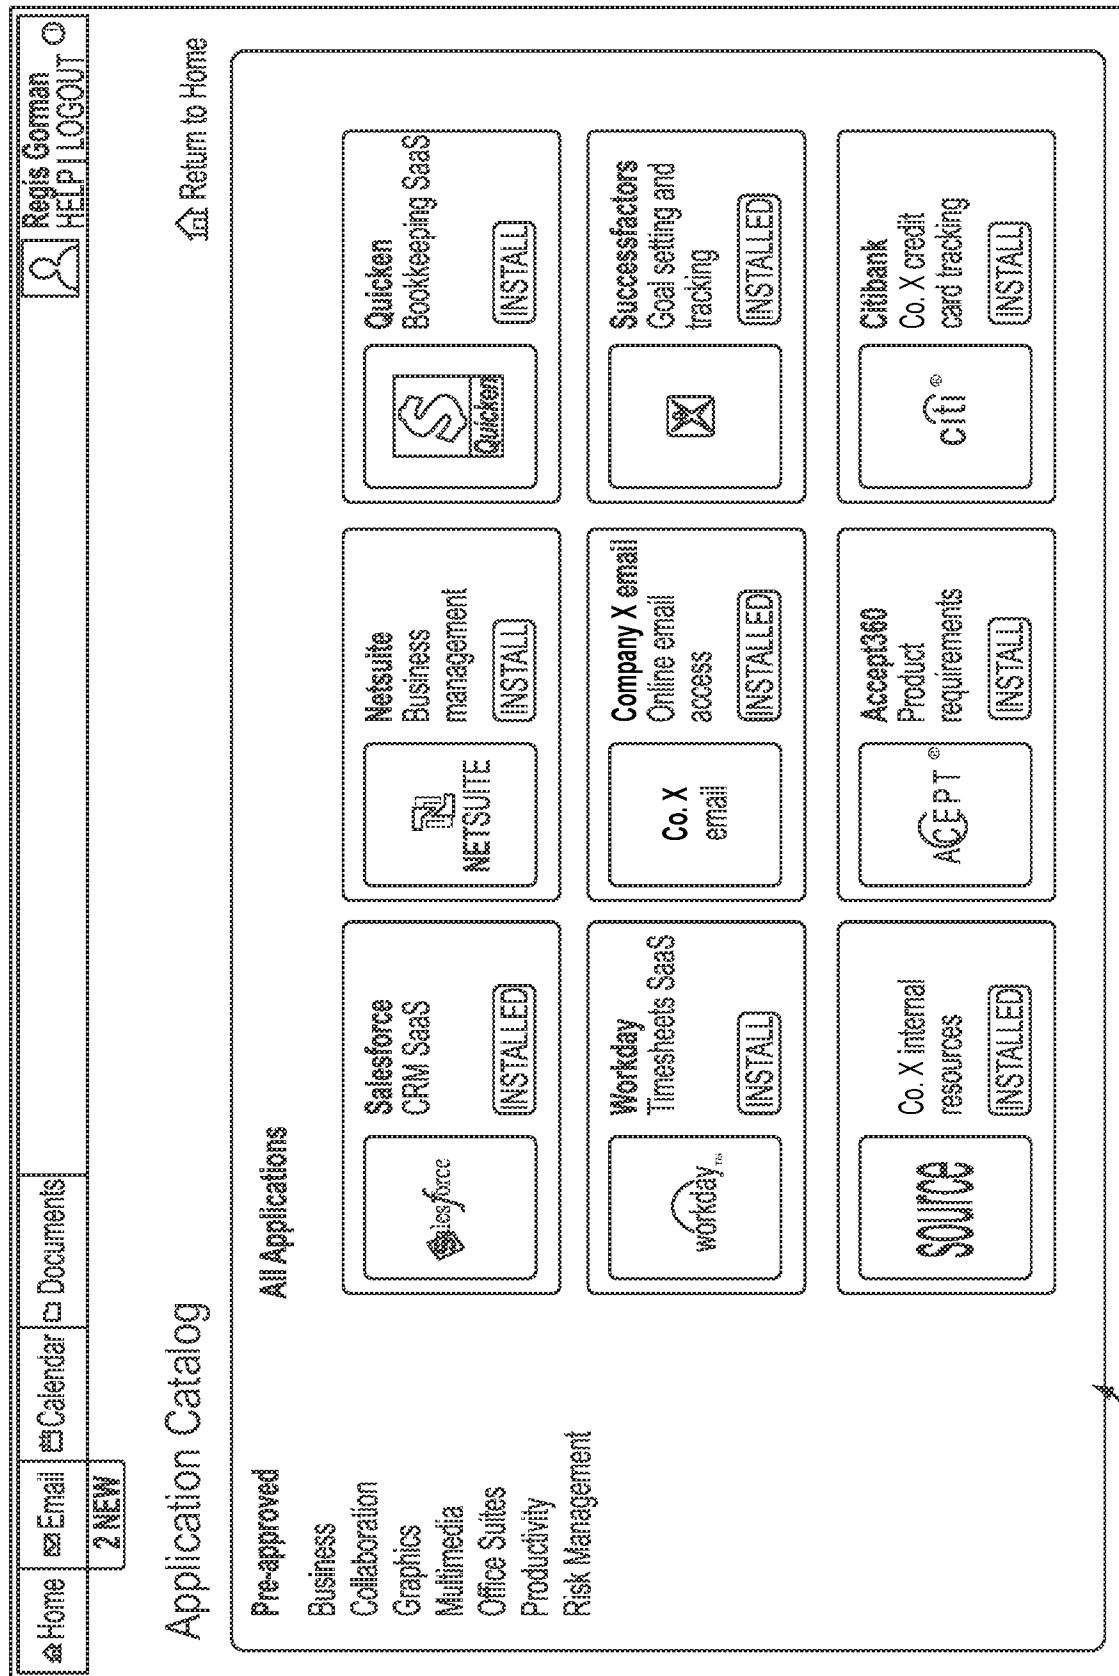 Home
Email
Calendar
Documents
Regis Gorman
HELP | LOGOUT
2 NEW
Application Catalog
Return to Home
Pre-approved
Business
Collaboration
Graphics
Multimedia
Office Suites
Productivity
Risk Management
All Applications
salesforce
Salesforce
CRM SaaS
INSTALLED
NETSUITE
Netsuite
Business
management
INSTALL
Quicken
Quicken
Bookkeeping SaaS
INSTALL
workday™
Workday
Timesheets SaaS
INSTALL
Co. X
email
Company X email
Online email
access
INSTALLED
Successfactors
Goal setting and
tracking
INSTALLED
source
Co. X internal
resources
INSTALLED
ACEPT ©
Accept360
Product
requirements
INSTALL
citi ®
Citibank
Co. X credit
card tracking
INSTALL